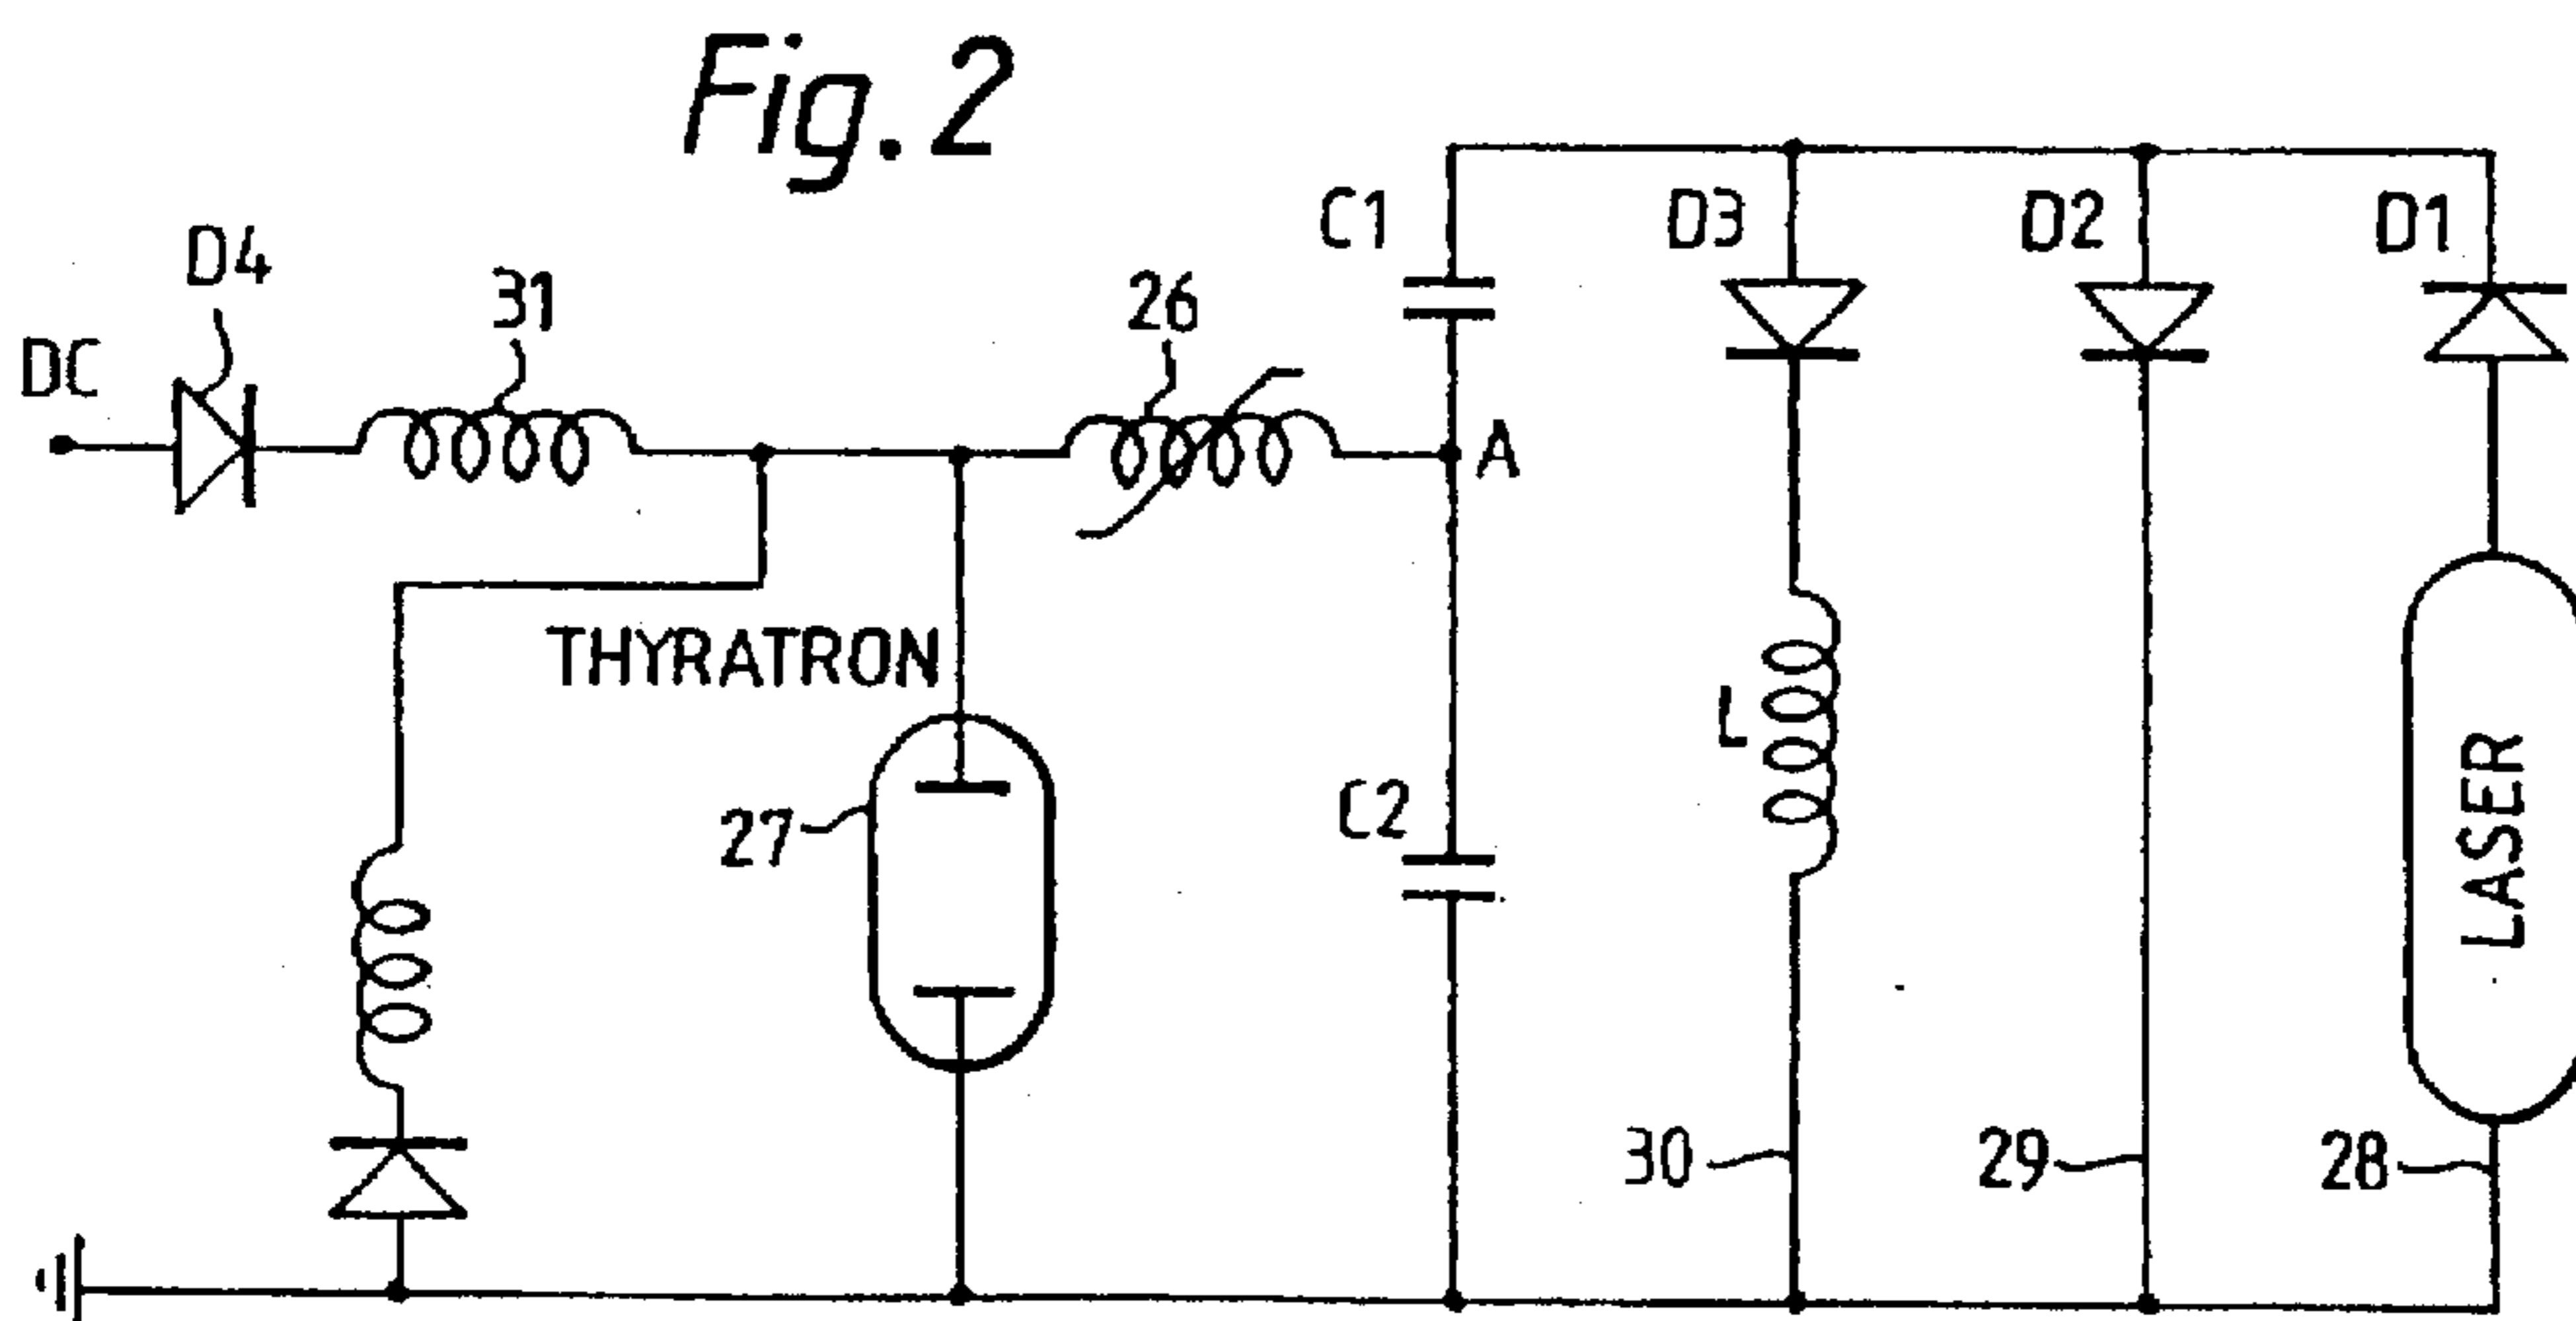 Fig. 2
D4
DC
31
26
C1
D3
D2
D1
A
THYRATRON
27
C2
L
LASER
30
29
28